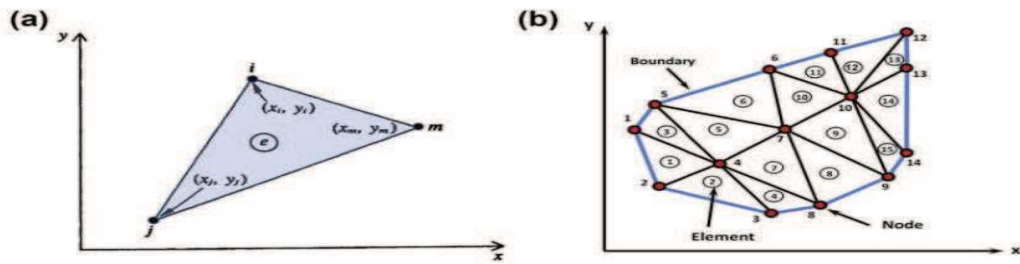 (a)
y
i
(xᵢ, yᵢ)
(xₘ, yₘ)
m
e
(xⱼ, yⱼ)
j
x
(b)
Y
12
11
6
Boundary
13
11
12
13
5
10
14
6
10
1
3
5
7
9
15
14
1
4
7
8
9
2
2
4
3
8
Element
Node
x